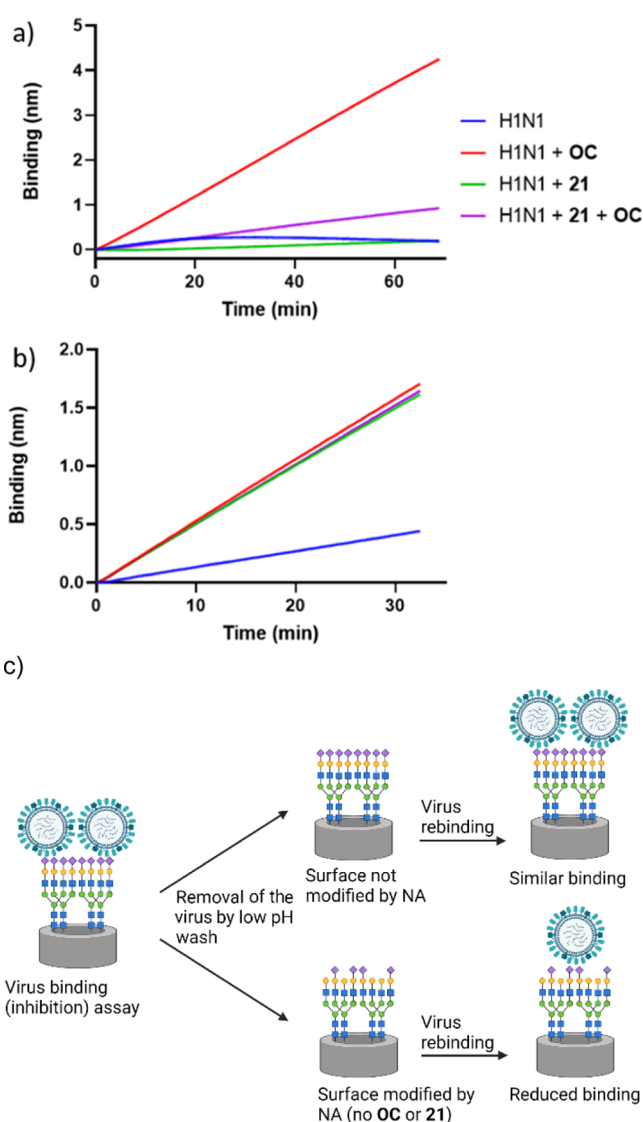 a)
5
4
3
2
1
0
Binding (nm)
0 20 40 60
Time (min)
H1N1
H1N1 + OC
H1N1 + 21
H1N1 + 21 + OC
b)
2.0
1.5
1.0
0.5
0.0
Binding (nm)
0 10 20 30
Time (min)
c)
Virus binding
(inhibition) assay
Removal of the
virus by low pH
wash
Surface not
modified by NA
Virus
rebinding
Similar binding
Surface modified by
NA (no OC or 21)
Virus
rebinding
Reduced binding